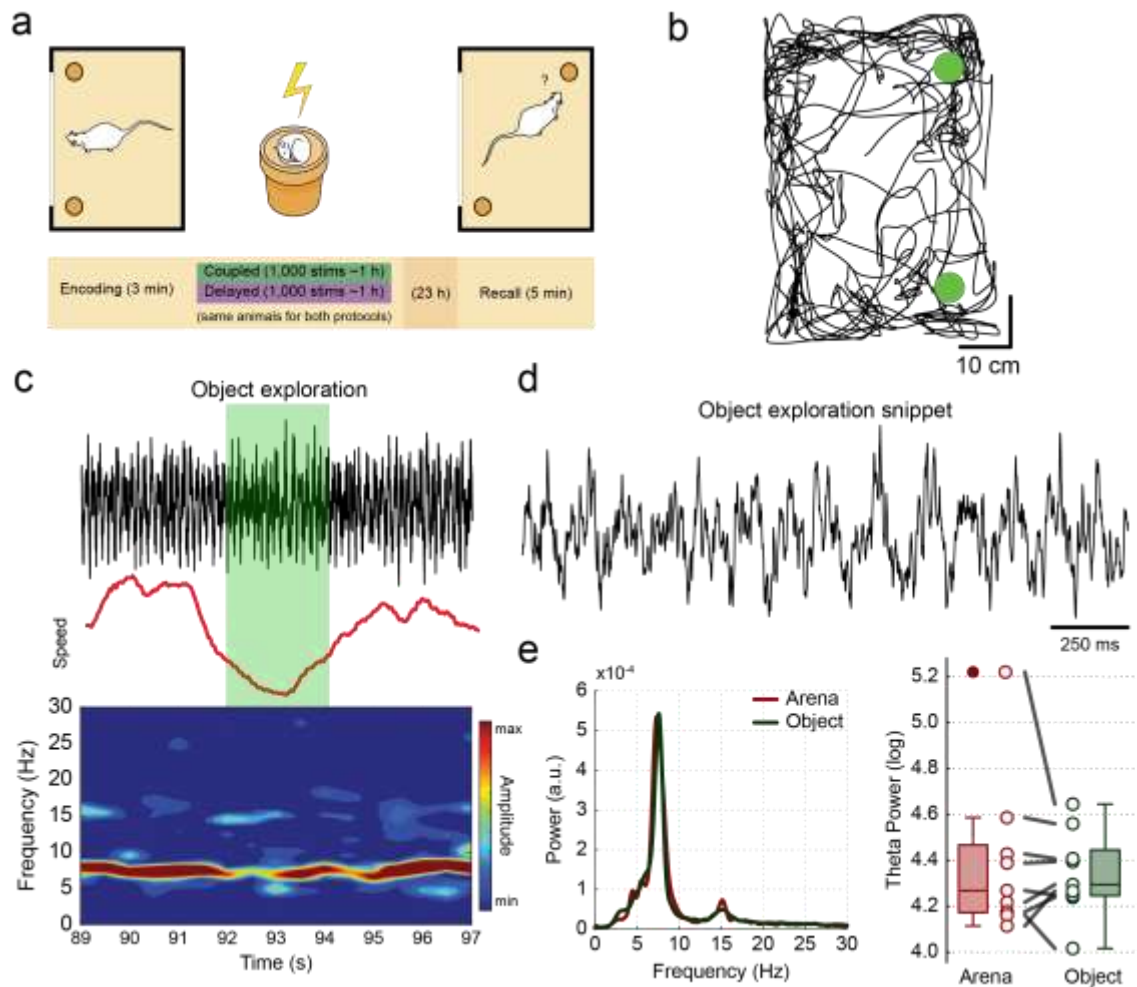 a
?
Encoding (3 min)
Coupled (1,000 stims ~1 h)
Delayed (1,000 stims ~1 h)
(same animals for both protocols)
(23 h)
Recall (5 min)
b
10 cm
c
Object exploration
Speed
30
25
20
15
10
5
0
Frequency (Hz)
89 90 91 92 93 94 95 96 97
Time (s)
max
Amplitude
min
d
Object exploration snippet
250 ms
e
x10⁻⁴
6
5
4
3
2
1
0
Power (a.u.)
Arena
Object
0 5 10 15 20 25 30
Frequency (Hz)
Theta Power (log)
5.2
5.0
4.8
4.6
4.4
4.2
4.0
Arena Object